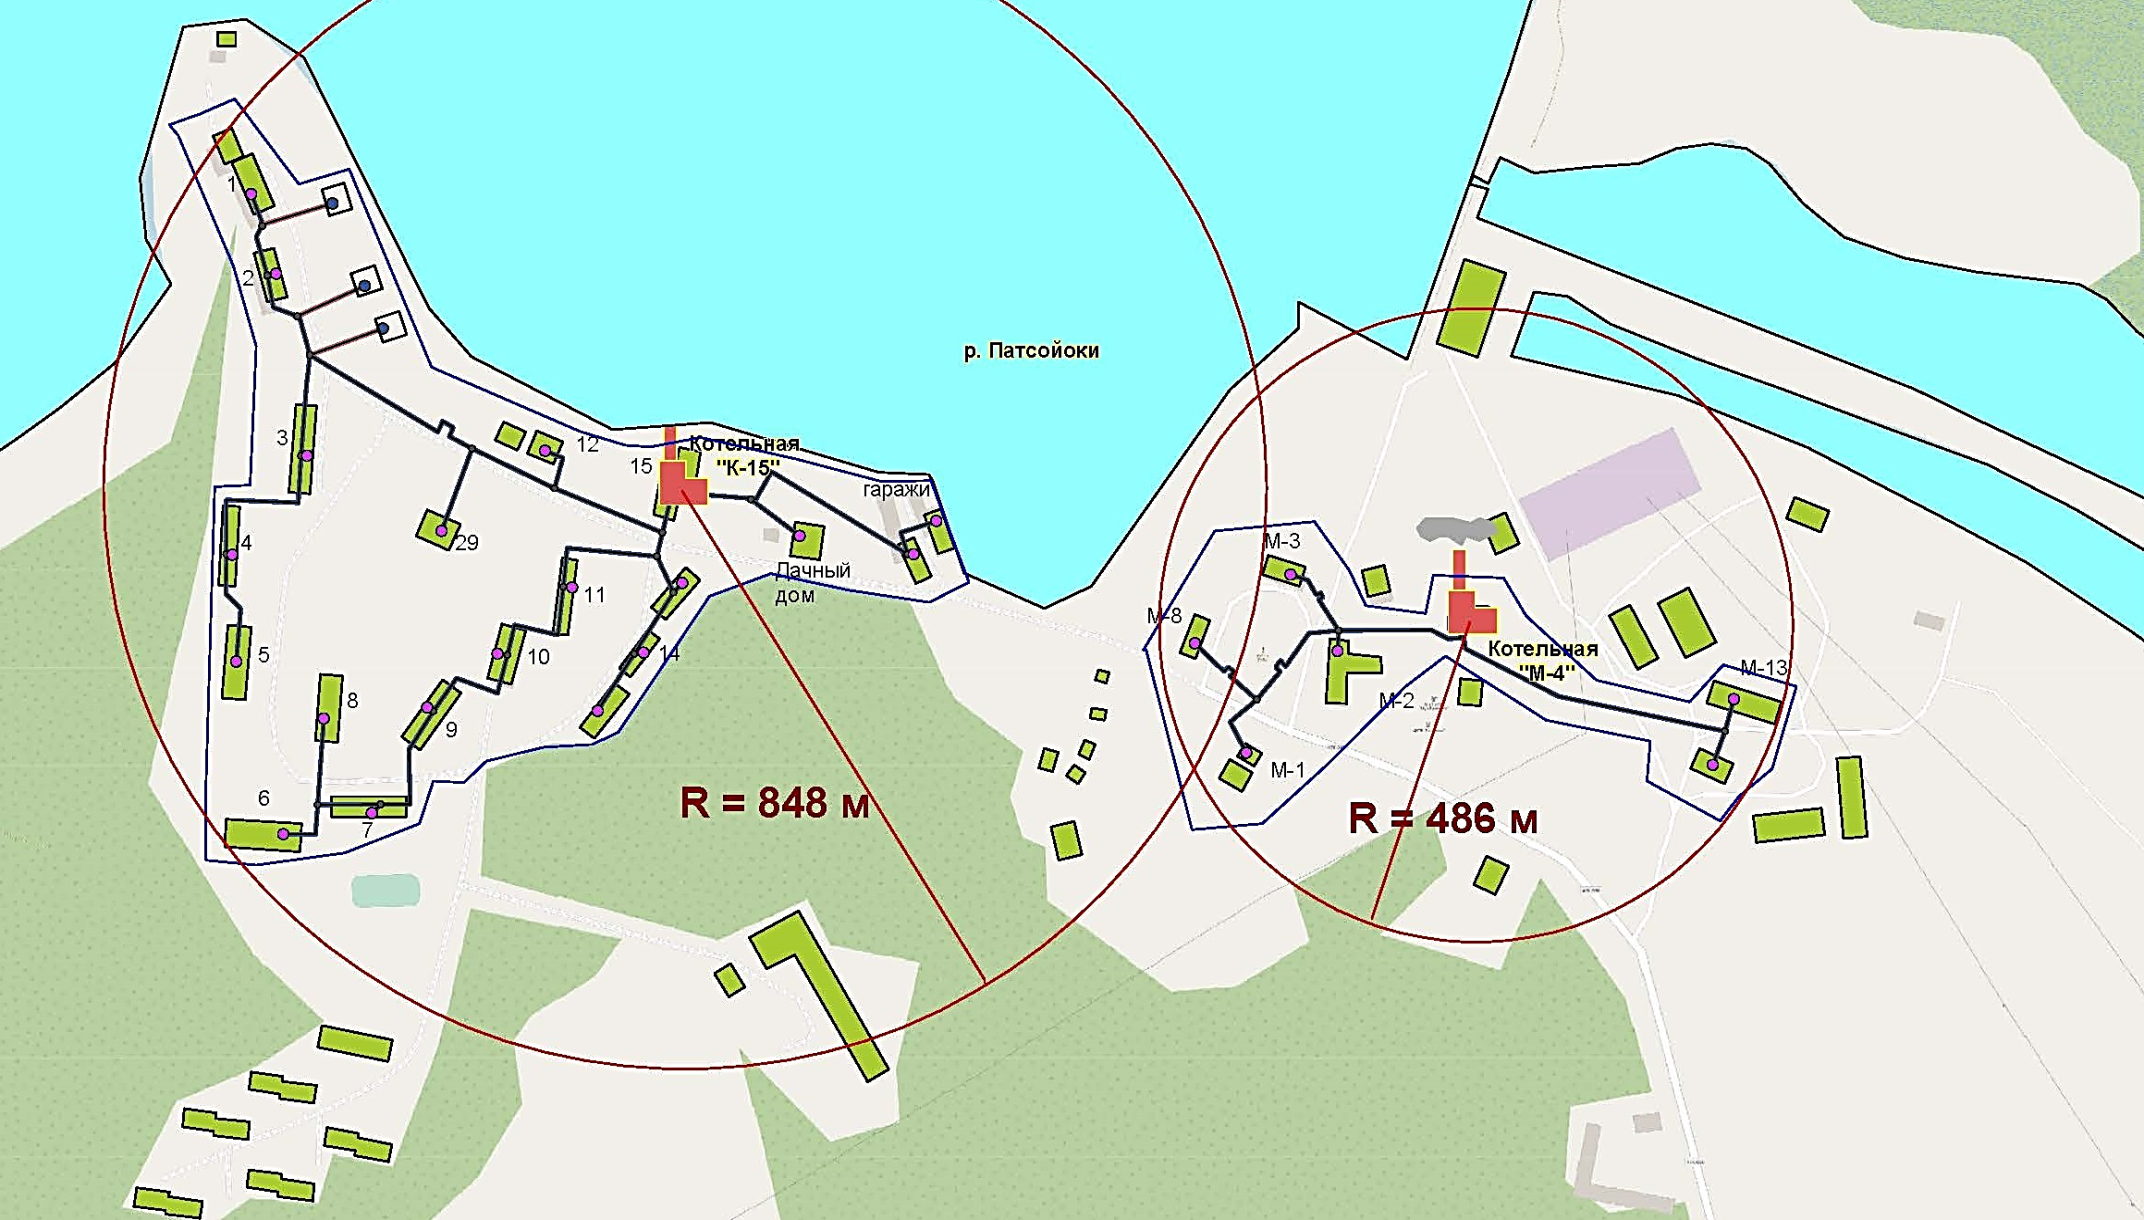 1
2
р. Патсойоки
3
12
15
Котельная
"К-15"
гаражи
4
29
М-3
Дачный
дом
11
М-8
5
10
14
Котельная
"М-4"
М-13
8
М-2
9
М-1
6
R = 848 м
R = 486 м
7